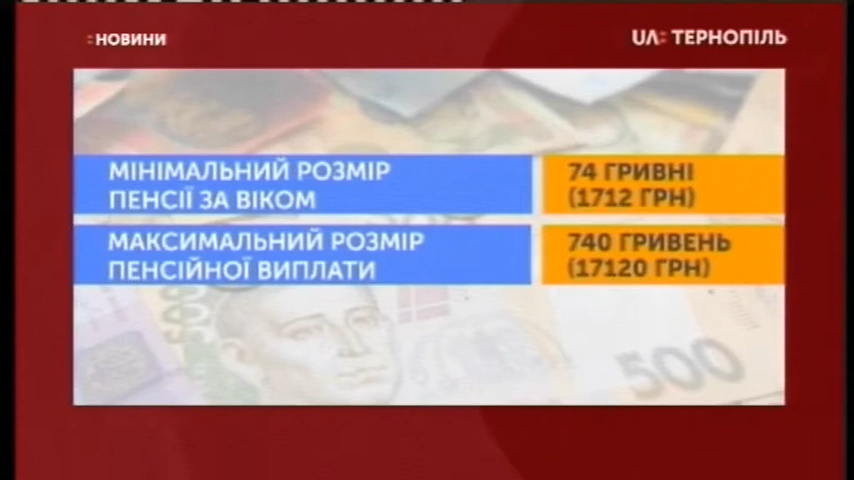 :НОВИНИ
UA: ТЕРНОПІЛЬ
МІНІМАЛЬНИЙ РОЗМІР
ПЕНСІЇ ЗА ВІКОМ
74 ГРИВНІ
(1712 ГРН)
МАКСИМАЛЬНИЙ РОЗМІР
ПЕНСІЙНОЇ ВИПЛАТИ
740 ГРИВЕНЬ
(17120 ГРН)
500